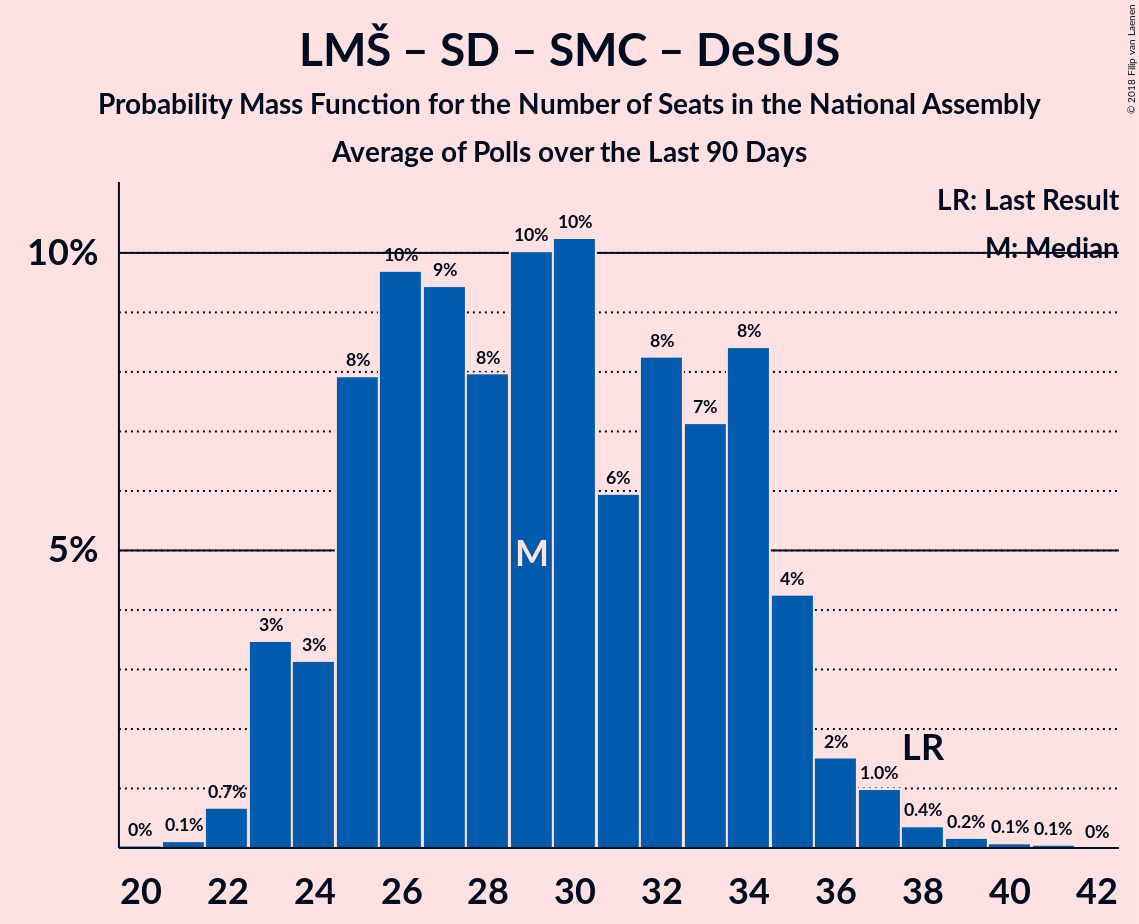 LMŠ – SD – SMC – DeSUS
Probability Mass Function for the Number of Seats in the National Assembly
Average of Polls over the Last 90 Days
© 2018 Filip van Laenen
LR: Last Result
M: Median
10%
5%
0%
0.1%
0.7%
3%
3%
8%
10%
9%
8%
10%
10%
6%
8%
7%
8%
4%
2%
1.0%
0.4%
0.2%
0.1%
0.1%
0%
M
LR
20 22 24 26 28 30 32 34 36 38 40 42